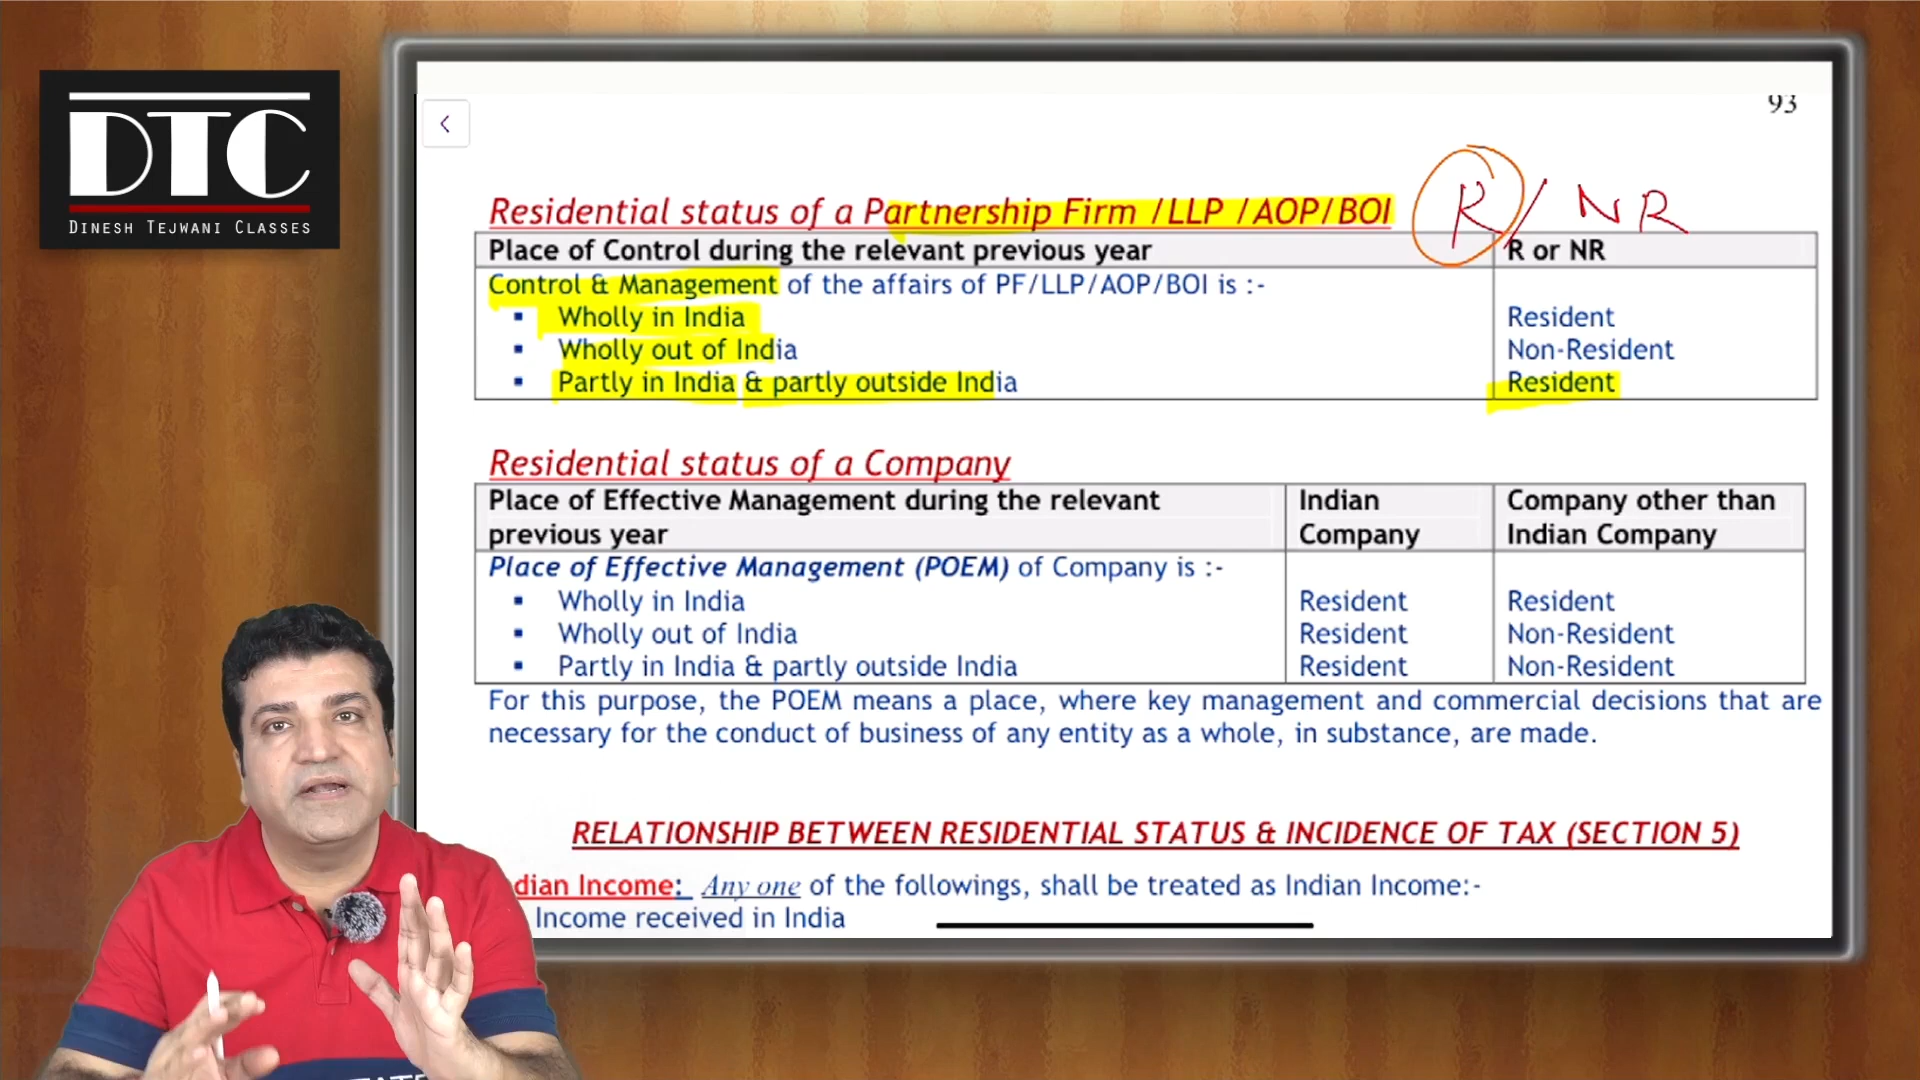 DTC
DINESH TEJWANI CLASSES
93
R / NR
Residential status of a Partnership Firm /LLP /AOP/BOI
Place of Control during the relevant previous year R or NR
Control & Management of the affairs of PF/LLP/AOP/BOI is :-
▪ Wholly in India Resident
▪ Wholly out of India Non-Resident
▪ Partly in India & partly outside India Resident
Residential status of a Company
Place of Effective Management during the relevant previous year Indian Company Company other than Indian Company
Place of Effective Management (POEM) of Company is :-
▪ Wholly in India Resident Resident
▪ Wholly out of India Resident Non-Resident
▪ Partly in India & partly outside India Resident Non-Resident
For this purpose, the POEM means a place, where key management and commercial decisions that are
necessary for the conduct of business of any entity as a whole, in substance, are made.
RELATIONSHIP BETWEEN RESIDENTIAL STATUS & INCIDENCE OF TAX (SECTION 5)
dian Income: Any one of the followings, shall be treated as Indian Income:-
Income received in India